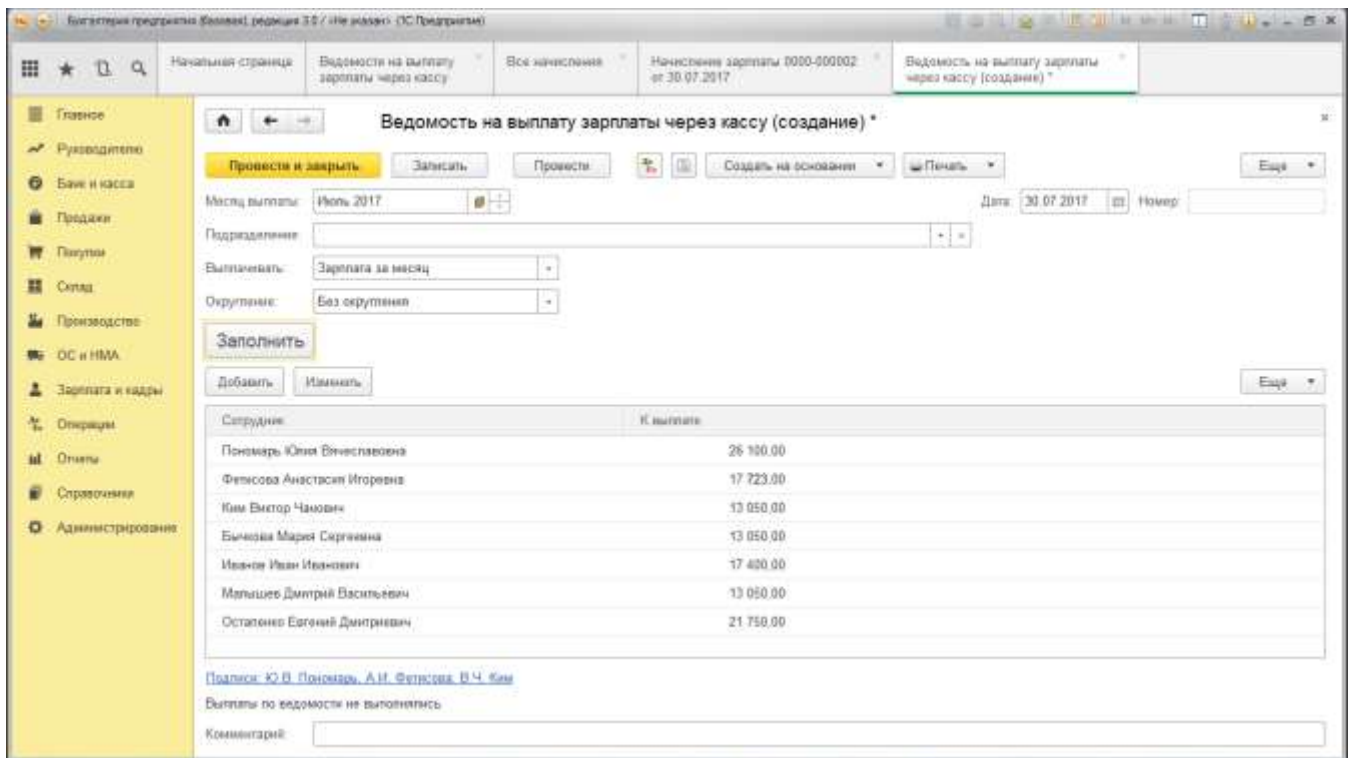 Бухгалтерия предприятия (базовая), редакция 3.0 / <Не указан> (1С:Предприятие)
Начальная страница
Ведомости на выплату зарплаты через кассу
Все начисления
Начисление зарплаты 0000-000002 от 30.07.2017
Ведомость на выплату зарплаты через кассу (создание) *
Главное
Руководителю
Банк и касса
Продажи
Покупки
Склад
Производство
ОС и НМА
Зарплата и кадры
Операции
Отчеты
Справочники
Администрирование
Ведомость на выплату зарплаты через кассу (создание) *
Провести и закрыть Записать Провести Создать на основании Печать Еще
Месяц выплаты: Июль 2017 Дата: 30.07.2017 Номер:
Подразделение:
Выплачивать: Зарплата за месяц
Округление: Без округления
Заполнить
Добавить Изменить Еще
Сотрудник К выплате
Пономарь Юлия Вячеславовна 26 100,00
Фетисова Анастасия Игоревна 17 723,00
Ким Виктор Чанович 13 050,00
Бычкова Мария Сергеевна 13 050,00
Иванов Иван Иванович 17 400,00
Малышев Дмитрий Васильевич 13 050,00
Остапенко Евгений Дмитриевич 21 750,00
Подписи: Ю.В. Пономарь, А.И. Фетисова, В.Ч. Ким
Выплаты по ведомости не выполнялись
Комментарий: